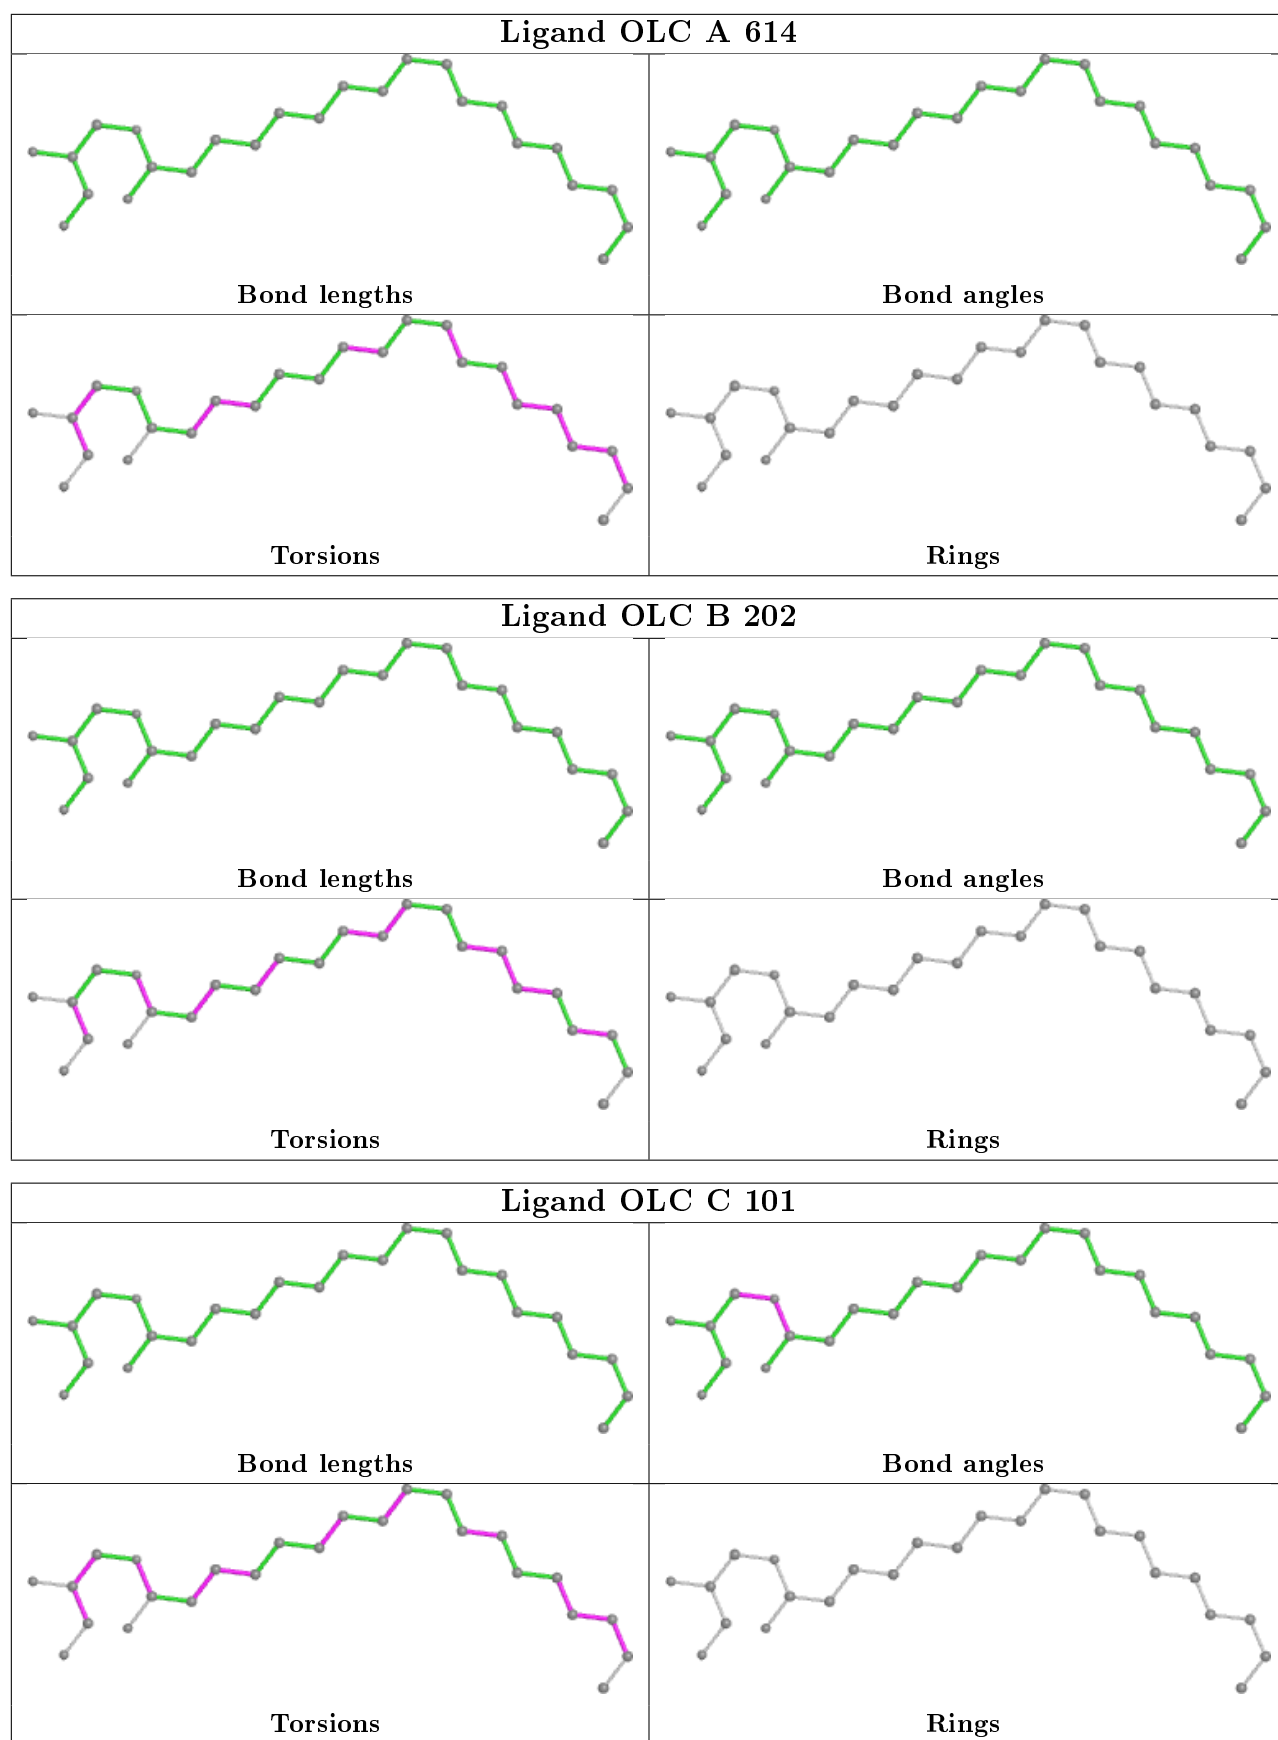 Ligand OLC A 614
Bond lengths
Bond angles
Torsions
Rings
Ligand OLC B 202
Bond lengths
Bond angles
Torsions
Rings
Ligand OLC C 101
Bond lengths
Bond angles
Torsions
Rings